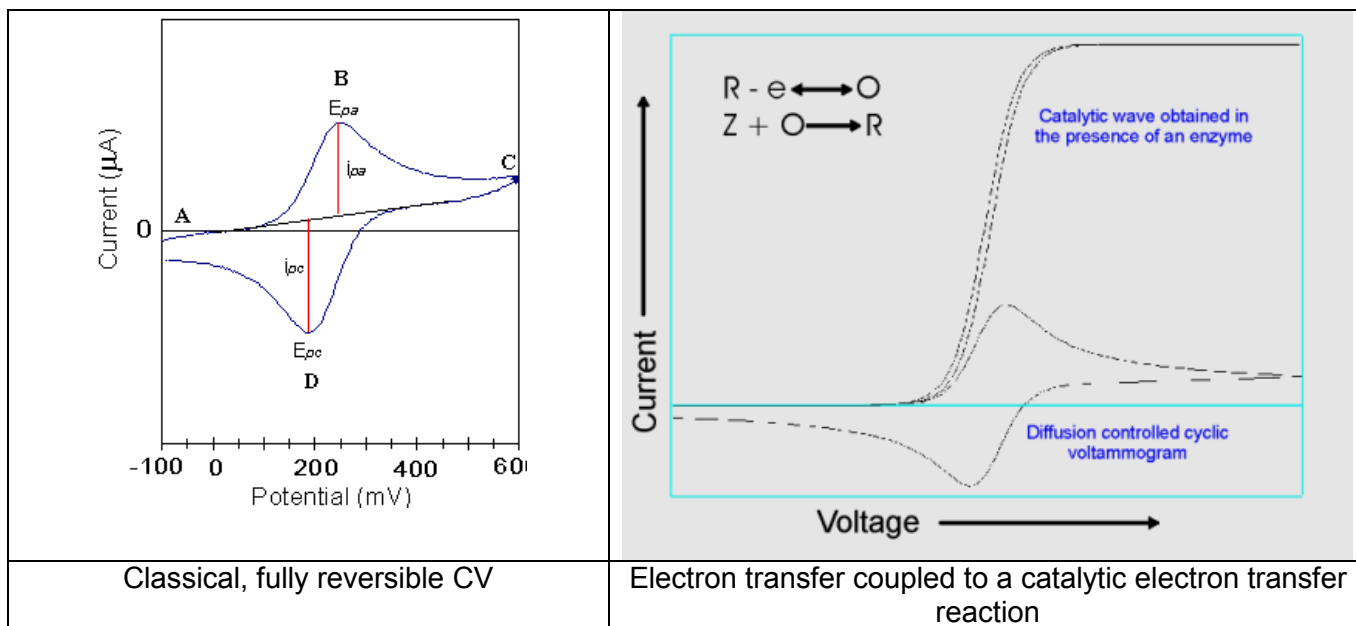 B
Epa
C
ipa
Current (μA)
A
0
ipc
Epc
D
-100 0 200 400 600
Potential (mV)
R - e ⟷ O
Z + O ⟶ R
Catalytic wave obtained in
the presence of an enzyme
Current
Diffusion controlled cyclic
voltammogram
Voltage
Classical, fully reversible CV
Electron transfer coupled to a catalytic electron transfer
reaction